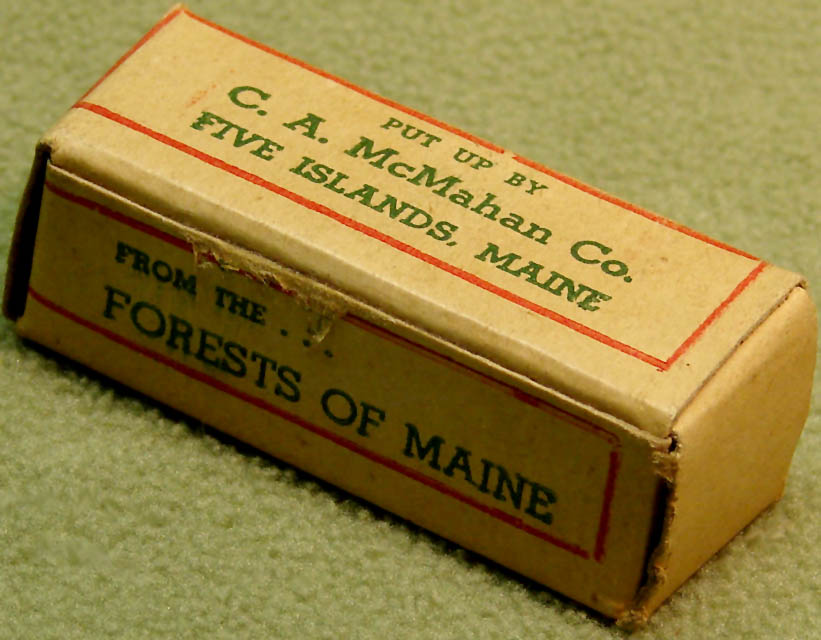 PUT UP BY
C. A. McMahan Co.
FIVE ISLANDS, MAINE
FROM THE . . .
FORESTS OF MAINE